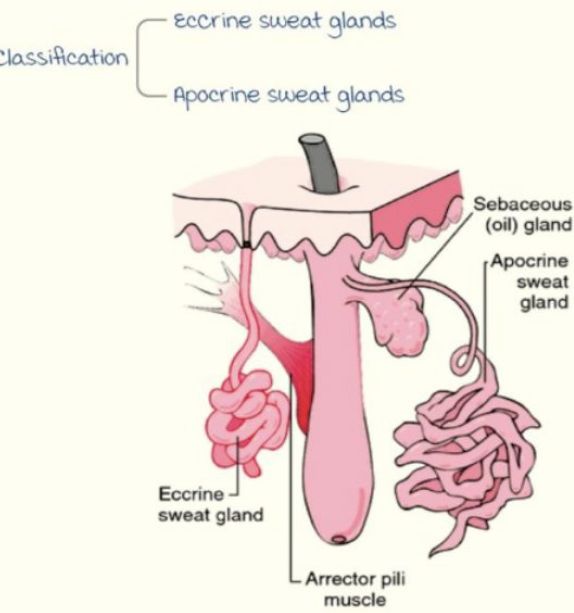 Eccrine sweat glands
Classification
Apocrine sweat glands
Sebaceous
(oil) gland
Apocrine
sweat
gland
Eccrine
sweat gland
Arrector pili
muscle